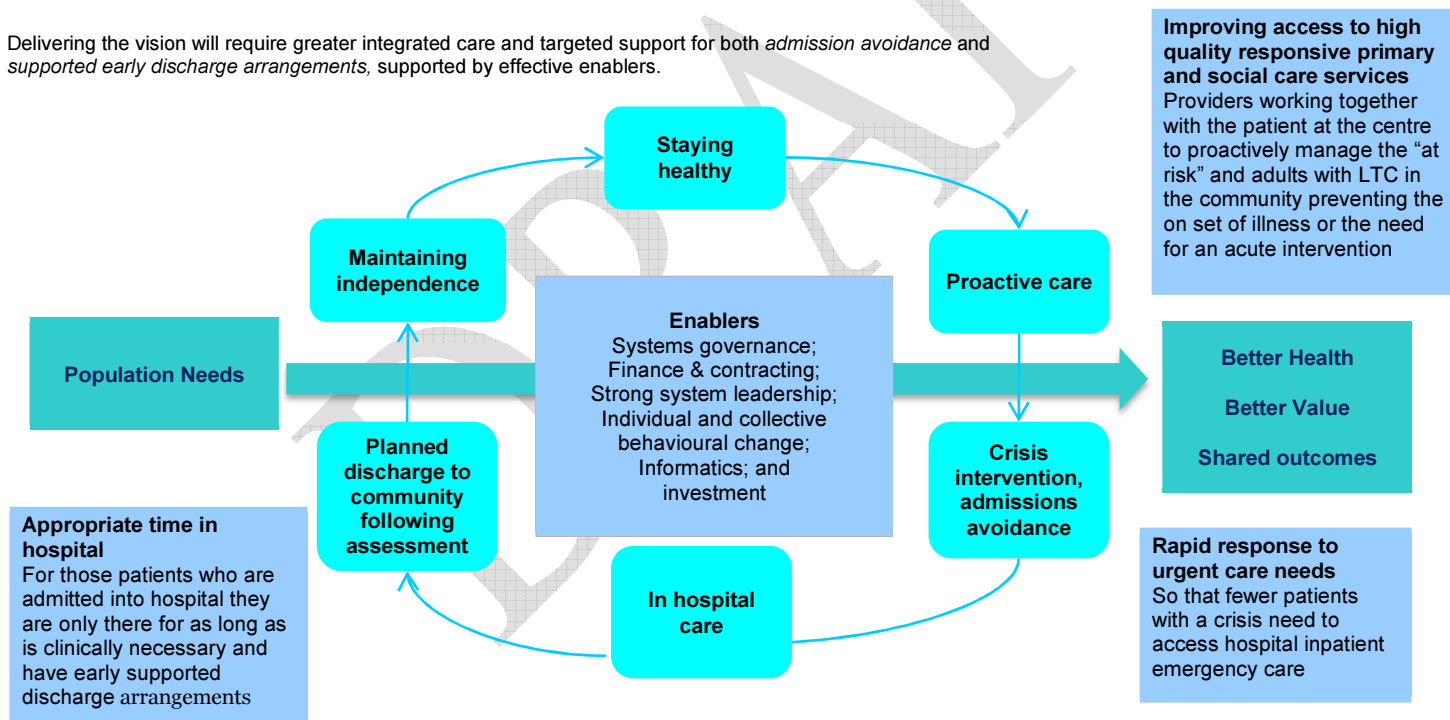 Delivering the vision will require greater integrated care and targeted support for both admission avoidance and
supported early discharge arrangements, supported by effective enablers.
Improving access to high
quality responsive primary
and social care services
Providers working together
with the patient at the centre
to proactively manage the “at
risk” and adults with LTC in
the community preventing the
on set of illness or the need
for an acute intervention
Staying
healthy
Maintaining
independence
Proactive care
Enablers
Systems governance;
Finance & contracting;
Strong system leadership;
Individual and collective
behavioural change;
Informatics; and
investment
Population Needs
Better Health
Better Value
Shared outcomes
Planned
discharge to
community
following
assessment
Crisis
intervention,
admissions
avoidance
In hospital
care
Appropriate time in
hospital
For those patients who are
admitted into hospital they
are only there for as long as
is clinically necessary and
have early supported
discharge arrangements
Rapid response to
urgent care needs
So that fewer patients
with a crisis need to
access hospital inpatient
emergency care